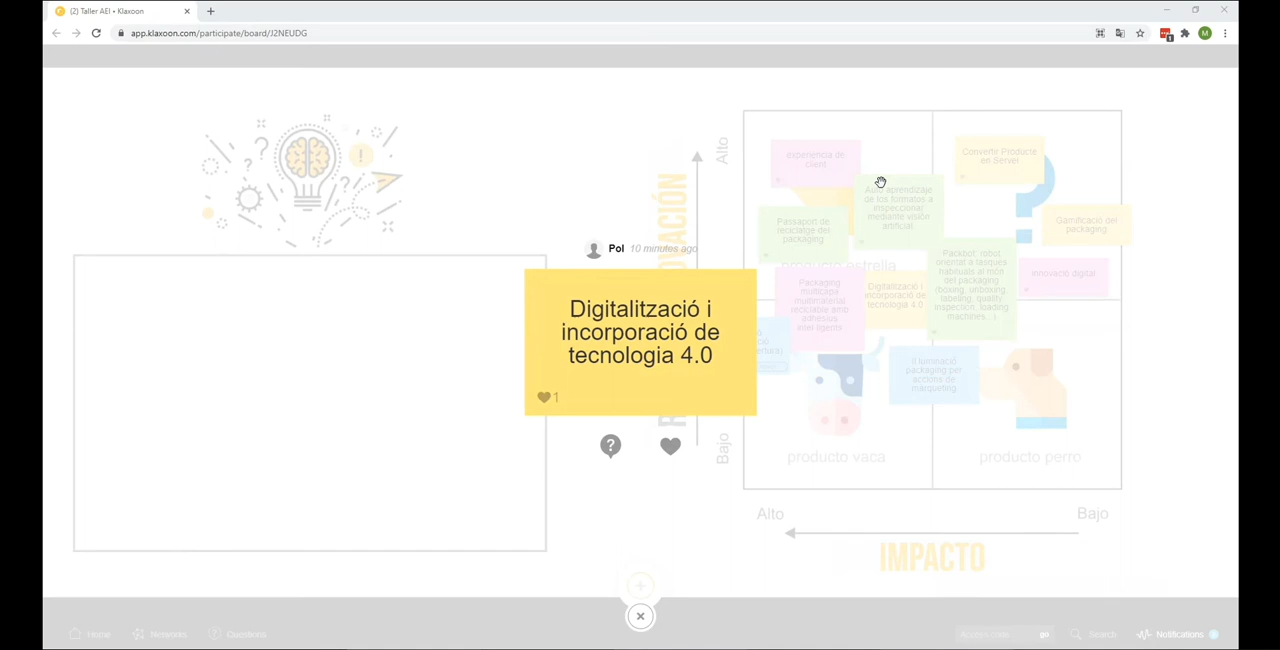 (2) Taller AEI • Klaxoon
app.klaxoon.com/participate/board/J2NEUDG
M
Alto
experiencia de
client
Convertir Producte
en Servei
Auto aprendizaje
de los formatos a
inspeccionar
mediante visión
artificial.
Passaport de
reciclatge del
packaging
Gamificació del
packaging
Pol 10 minutes ago
producto estrella
Packbot: robot
oriental a tasques
habituals al món
del packaging
(boxing, unboxing,
labeling, quality
inspection, loading
machines...)
innovació digital
Packaging
multicapa
multimaterial
reciclable amb
adhesius
Digitalització i
incorporació de
tecnologia 4.0
Digitalització i
incorporació de
tecnologia 4.0
1
Il·luminació
packaging per
accions de
màrqueting.
Bajo
producto vaca
producto perro
Alto
Bajo
IMPACTO
Home
Networks
Questions
Access code
go
Search
Notifications